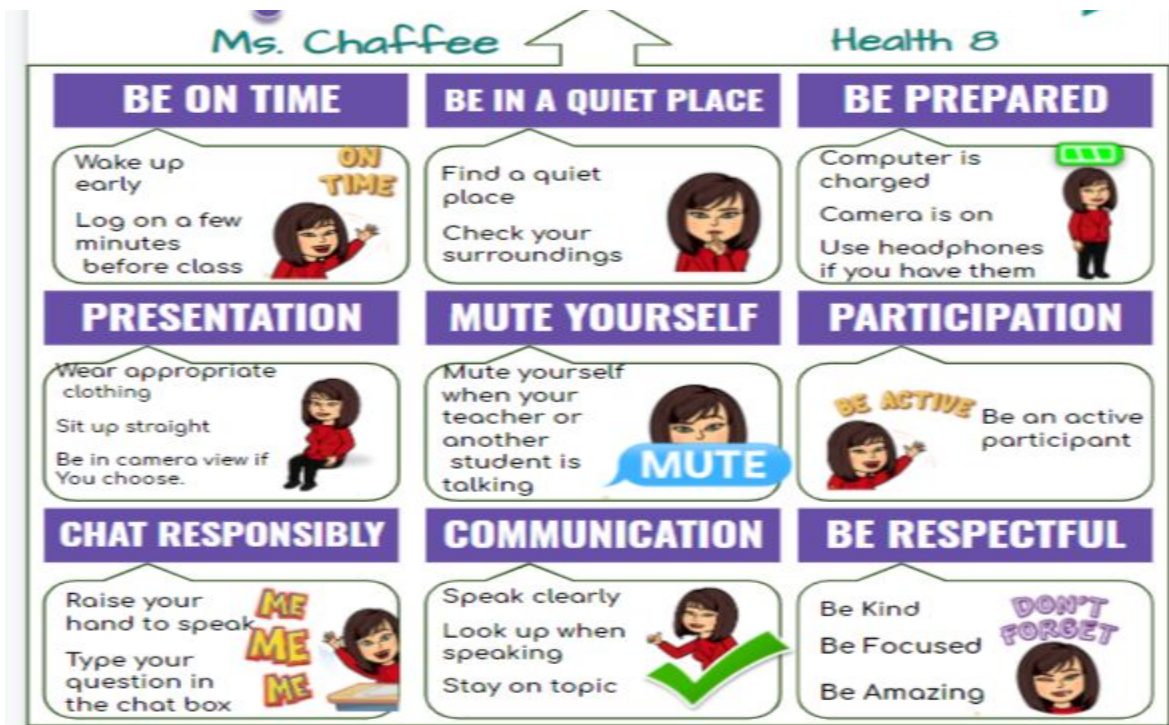 Ms. Chaffee
Health 8
BE ON TIME
Wake up
early
Log on a few
minutes
before class
ON
TIME
BE IN A QUIET PLACE
Find a quiet
place
Check your
surroundings
BE PREPARED
Computer is
charged
Camera is on
Use headphones
if you have them
PRESENTATION
Wear appropriate
clothing
Sit up straight
Be in camera view if
You choose.
MUTE YOURSELF
Mute yourself
when your
teacher or
another
student is
talking
MUTE
PARTICIPATION
BE ACTIVE
Be an active
participant
CHAT RESPONSIBLY
Raise your
hand to speak
Type your
question in
the chat box
ME
ME
ME
COMMUNICATION
Speak clearly
Look up when
speaking
Stay on topic
BE RESPECTFUL
Be Kind
Be Focused
Be Amazing
DON'T
FORGET